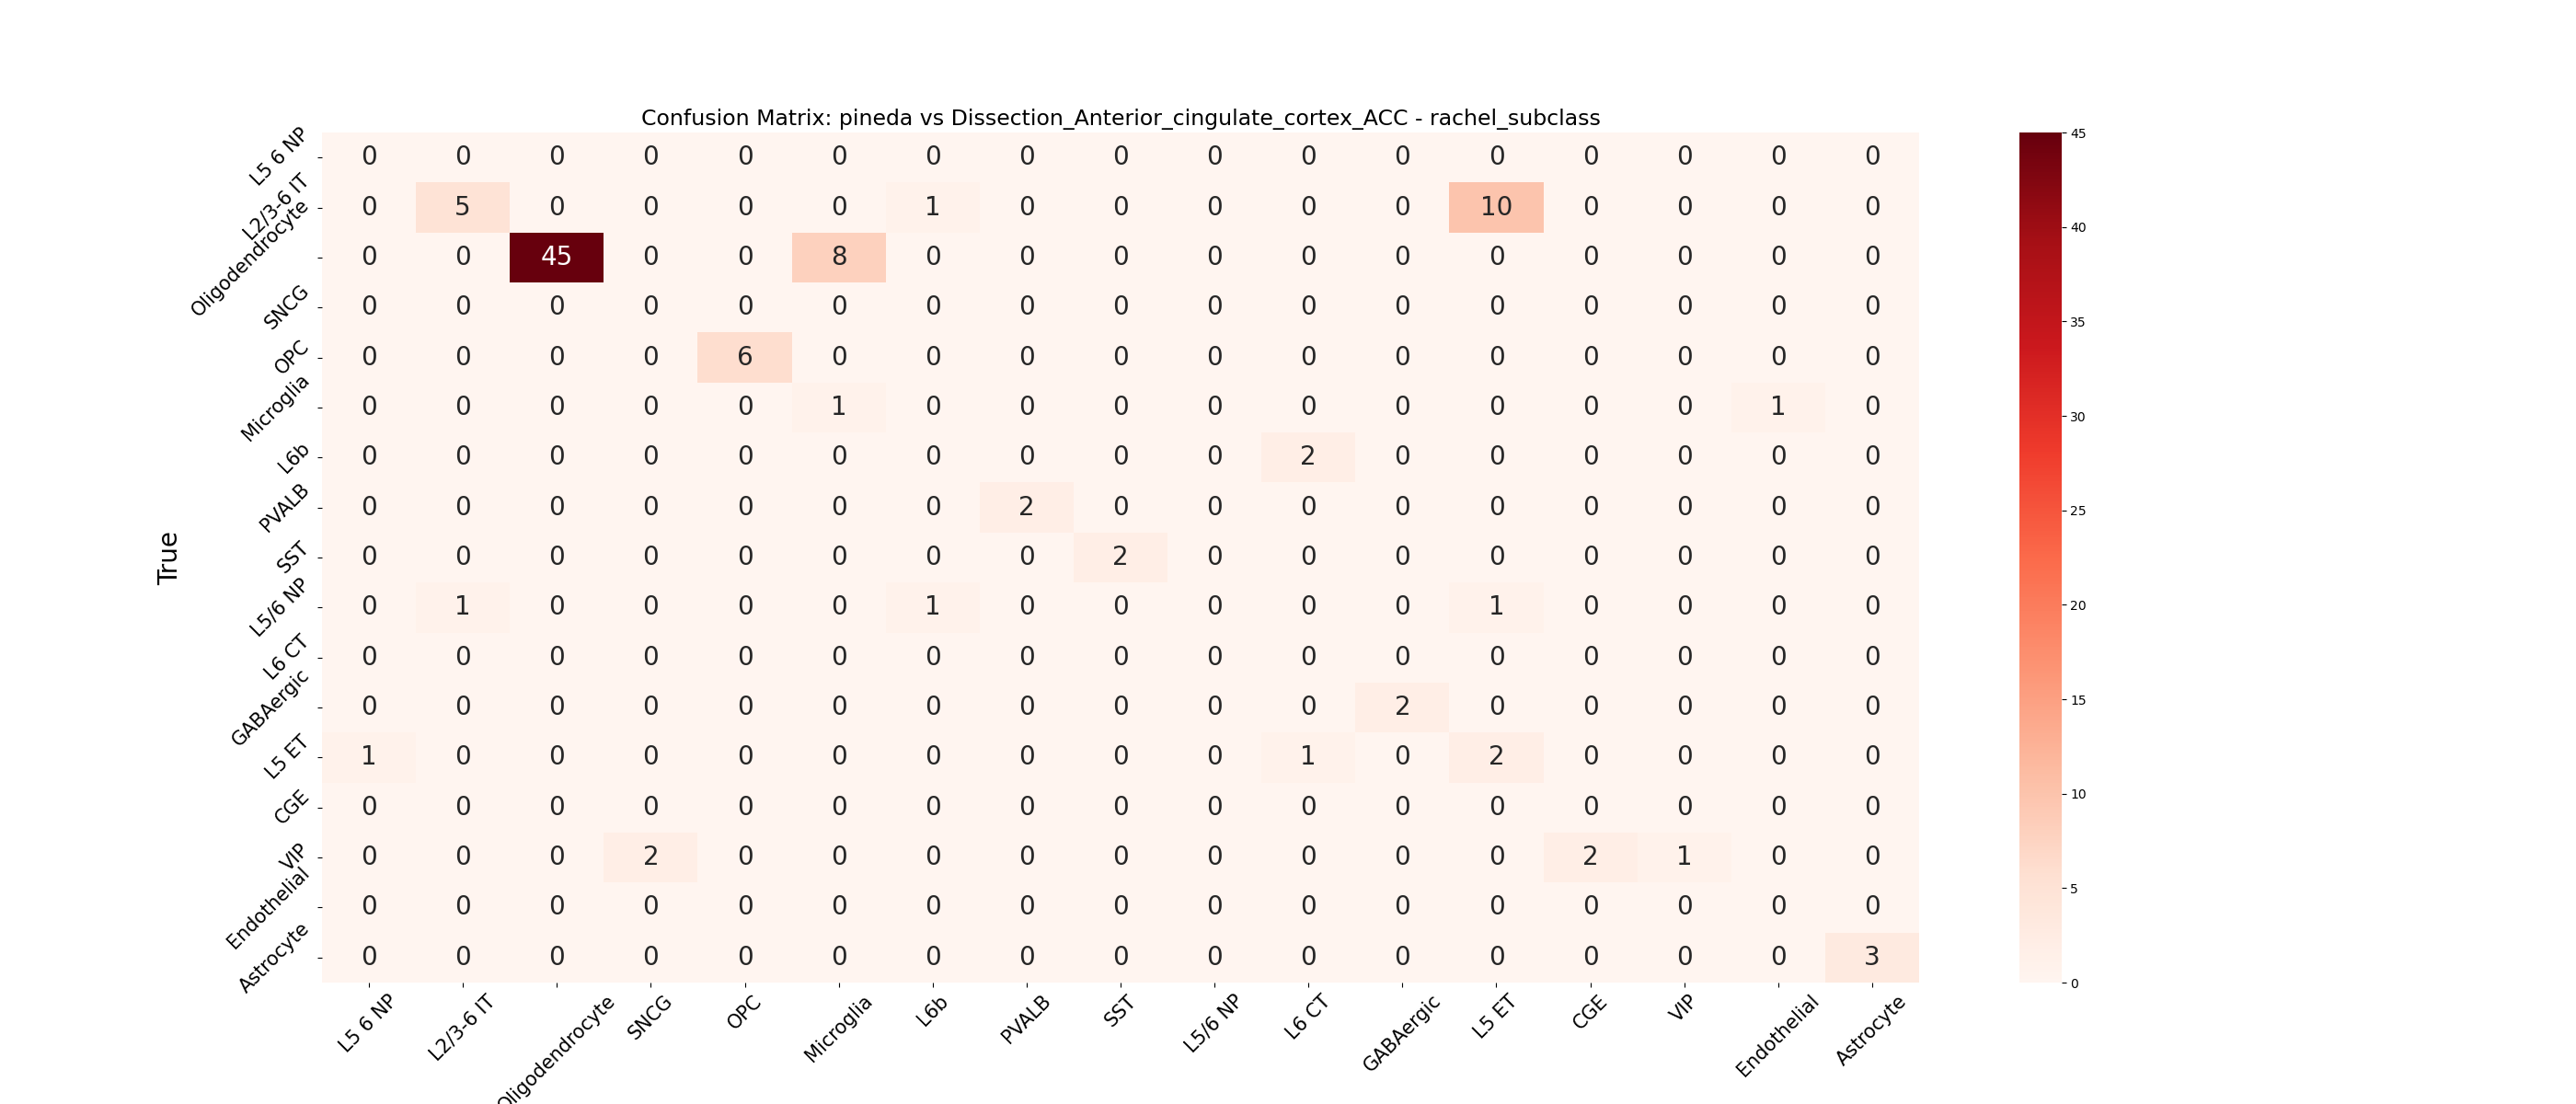 Confusion Matrix: pineda vs Dissection_Anterior_cingulate_cortex_ACC - rachel_subclass
True
L5 6 NP 0 0 0 0 0 0 0 0 0 0 0 0 0 0 0 0 0
L2/3-6 IT 0 5 0 0 0 0 1 0 0 0 0 0 10 0 0 0 0
Oligodendrocyte 0 0 45 0 0 8 0 0 0 0 0 0 0 0 0 0 0
SNCG 0 0 0 0 0 0 0 0 0 0 0 0 0 0 0 0 0
OPC 0 0 0 0 6 0 0 0 0 0 0 0 0 0 0 0 0
Microglia 0 0 0 0 0 1 0 0 0 0 0 0 0 0 0 1 0
L6b 0 0 0 0 0 0 0 0 0 0 2 0 0 0 0 0 0
PVALB 0 0 0 0 0 0 0 2 0 0 0 0 0 0 0 0 0
SST 0 0 0 0 0 0 0 0 2 0 0 0 0 0 0 0 0
L5/6 NP 0 1 0 0 0 0 1 0 0 0 0 0 1 0 0 0 0
L6 CT 0 0 0 0 0 0 0 0 0 0 0 0 0 0 0 0 0
GABAergic 0 0 0 0 0 0 0 0 0 0 0 2 0 0 0 0 0
L5 ET 1 0 0 0 0 0 0 0 0 0 1 0 2 0 0 0 0
CGE 0 0 0 0 0 0 0 0 0 0 0 0 0 0 0 0 0
VIP 0 0 0 2 0 0 0 0 0 0 0 0 0 2 1 0 0
Endothelial 0 0 0 0 0 0 0 0 0 0 0 0 0 0 0 0 0
Astrocyte 0 0 0 0 0 0 0 0 0 0 0 0 0 0 0 0 3
L5 6 NP L2/3-6 IT Oligodendrocyte SNCG OPC Microglia L6b PVALB SST L5/6 NP L6 CT GABAergic L5 ET CGE VIP Endothelial Astrocyte
45
40
35
30
25
20
15
10
5
0